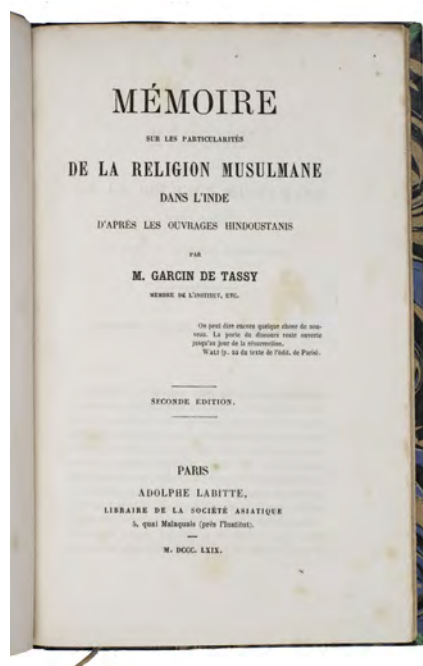 MÉMOIRE
SUR LES PARTICULARITÉS
DE LA RELIGION MUSULMANE
DANS L'INDE
D'APRÈS LES OUVRAGES HINDOUSTANIS
PAR
M. GARCIN DE TASSY
MEMBRE DE L'INSTITUT, ETC.
On peut dire encore quelque chose de nou-
veau. La porte du discours reste ouverte
jusqu'au jour de la résurrection.
WALI (p. 22 du texte de l'édit. de Paris).
SECONDE ÉDITION.
PARIS
ADOLPHE LABITTE,
LIBRAIRE DE LA SOCIÉTÉ ASIATIQUE
5, quai Malaquais (près l'Institut).
M. DCCC. LXIX.